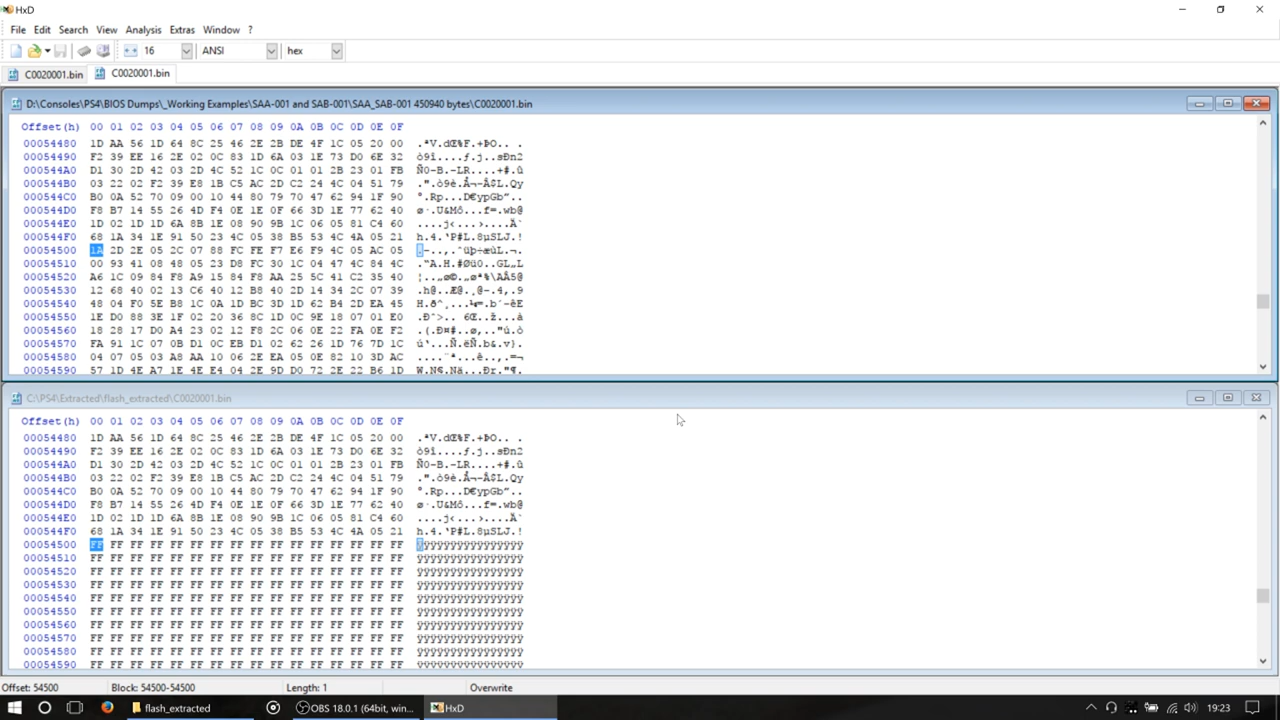 HxD
File Edit Search View Analysis Extras Window ?
16 ANSI hex
C0020001.bin C0020001.bin
D:\Consoles\PS4\BIOS Dumps\_Working Examples\SAA-001 and SAB-001\SAA_SAB-001 450940 bytes\C0020001.bin
Offset(h) 00 01 02 03 04 05 06 07 08 09 0A 0B 0C 0D 0E 0F
00054480 1D AA 56 1D 64 8C 25 46 2E 2B DE 4F 1C 05 20 00
00054490 F2 39 EE 16 2E 02 0C 83 1D 6A 03 1E 73 D0 6E 32
000544A0 D1 30 2D 42 03 2D 4C 52 1C 0C 01 01 2B 23 01 FB
000544B0 03 22 02 F2 39 E8 1B C5 AC 2D C2 24 4C 04 51 79
000544C0 B0 0A 52 70 09 00 10 44 80 79 70 47 62 94 1F 90
000544D0 F8 B7 14 55 26 4D F4 0E 1E 0F 66 3D 1E 77 62 40
000544E0 1D 02 1D 1D 6A 8B 1E 08 90 9B 1C 06 05 81 C4 60
000544F0 68 1A 34 1E 91 50 23 4C 05 38 B5 53 4C 4A 05 21
00054500 1A 2D 2E 05 2C 07 88 FC FE F7 E6 F9 4C 05 AC 05
00054510 00 93 41 08 48 05 23 D8 FC 30 1C 04 47 4C 84 4C
00054520 A6 1C 09 84 F8 A9 15 84 F8 AA 25 5C 41 C2 35 40
00054530 12 68 40 02 13 C6 40 12 B8 40 2D 14 34 2C 07 39
00054540 48 04 F0 5E B8 1C 0A 1D BC 3D 1D 62 B4 2D EA 45
00054550 1E D0 88 3E 1F 02 20 36 8C 1D 0C 9E 18 07 01 E0
00054560 18 28 17 D0 A4 23 02 12 F8 2C 06 0E 22 FA 0E F2
00054570 FA 91 1C 07 0B D1 0C EB D1 02 62 26 1D 76 7D 1C
00054580 04 07 05 03 A8 AA 10 06 2E EA 05 0E 82 10 3D AC
00054590 57 1D 4E A7 1E 4E E4 04 2E 9D D0 72 2E 22 B6 1D
C:\PS4\Extracted\flash_extracted\C0020001.bin
Offset(h) 00 01 02 03 04 05 06 07 08 09 0A 0B 0C 0D 0E 0F
00054480 1D AA 56 1D 64 8C 25 46 2E 2B DE 4F 1C 05 20 00
00054490 F2 39 EE 16 2E 02 0C 83 1D 6A 03 1E 73 D0 6E 32
000544A0 D1 30 2D 42 03 2D 4C 52 1C 0C 01 01 2B 23 01 FB
000544B0 03 22 02 F2 39 E8 1B C5 AC 2D C2 24 4C 04 51 79
000544C0 B0 0A 52 70 09 00 10 44 80 79 70 47 62 94 1F 90
000544D0 F8 B7 14 55 26 4D F4 0E 1E 0F 66 3D 1E 77 62 40
000544E0 1D 02 1D 1D 6A 8B 1E 08 90 9B 1C 06 05 81 C4 60
000544F0 68 1A 34 1E 91 50 23 4C 05 38 B5 53 4C 4A 05 21
00054500 FF FF FF FF FF FF FF FF FF FF FF FF FF FF FF FF
00054510 FF FF FF FF FF FF FF FF FF FF FF FF FF FF FF FF
00054520 FF FF FF FF FF FF FF FF FF FF FF FF FF FF FF FF
00054530 FF FF FF FF FF FF FF FF FF FF FF FF FF FF FF FF
00054540 FF FF FF FF FF FF FF FF FF FF FF FF FF FF FF FF
00054550 FF FF FF FF FF FF FF FF FF FF FF FF FF FF FF FF
00054560 FF FF FF FF FF FF FF FF FF FF FF FF FF FF FF FF
00054570 FF FF FF FF FF FF FF FF FF FF FF FF FF FF FF FF
00054580 FF FF FF FF FF FF FF FF FF FF FF FF FF FF FF FF
00054590 FF FF FF FF FF FF FF FF FF FF FF FF FF FF FF FF
Offset: 54500 Block: 54500-54500 Length: 1 Overwrite
flash_extracted OBS 18.0.1 (64bit, win... HxD 19:23